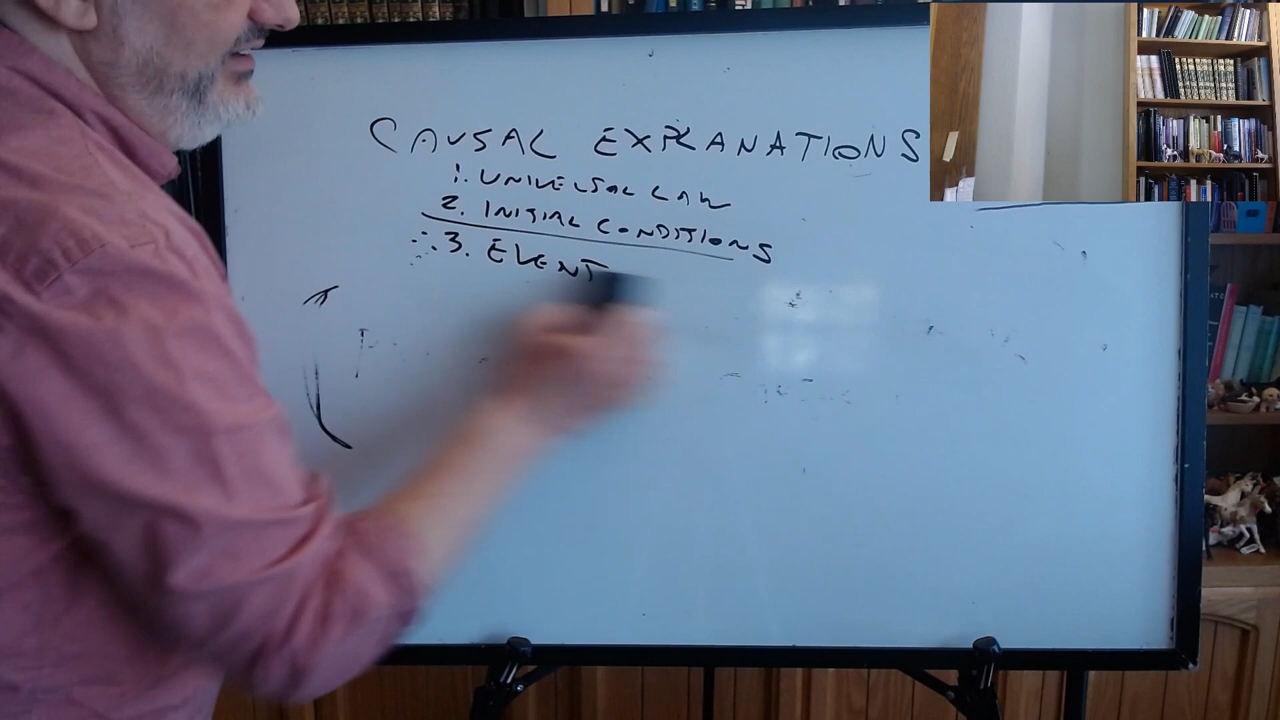 CAUSAL EXPLANATIONS
1. UNIVERSAL LAW
2. INITIAL CONDITIONS
∴ 3. EVENT